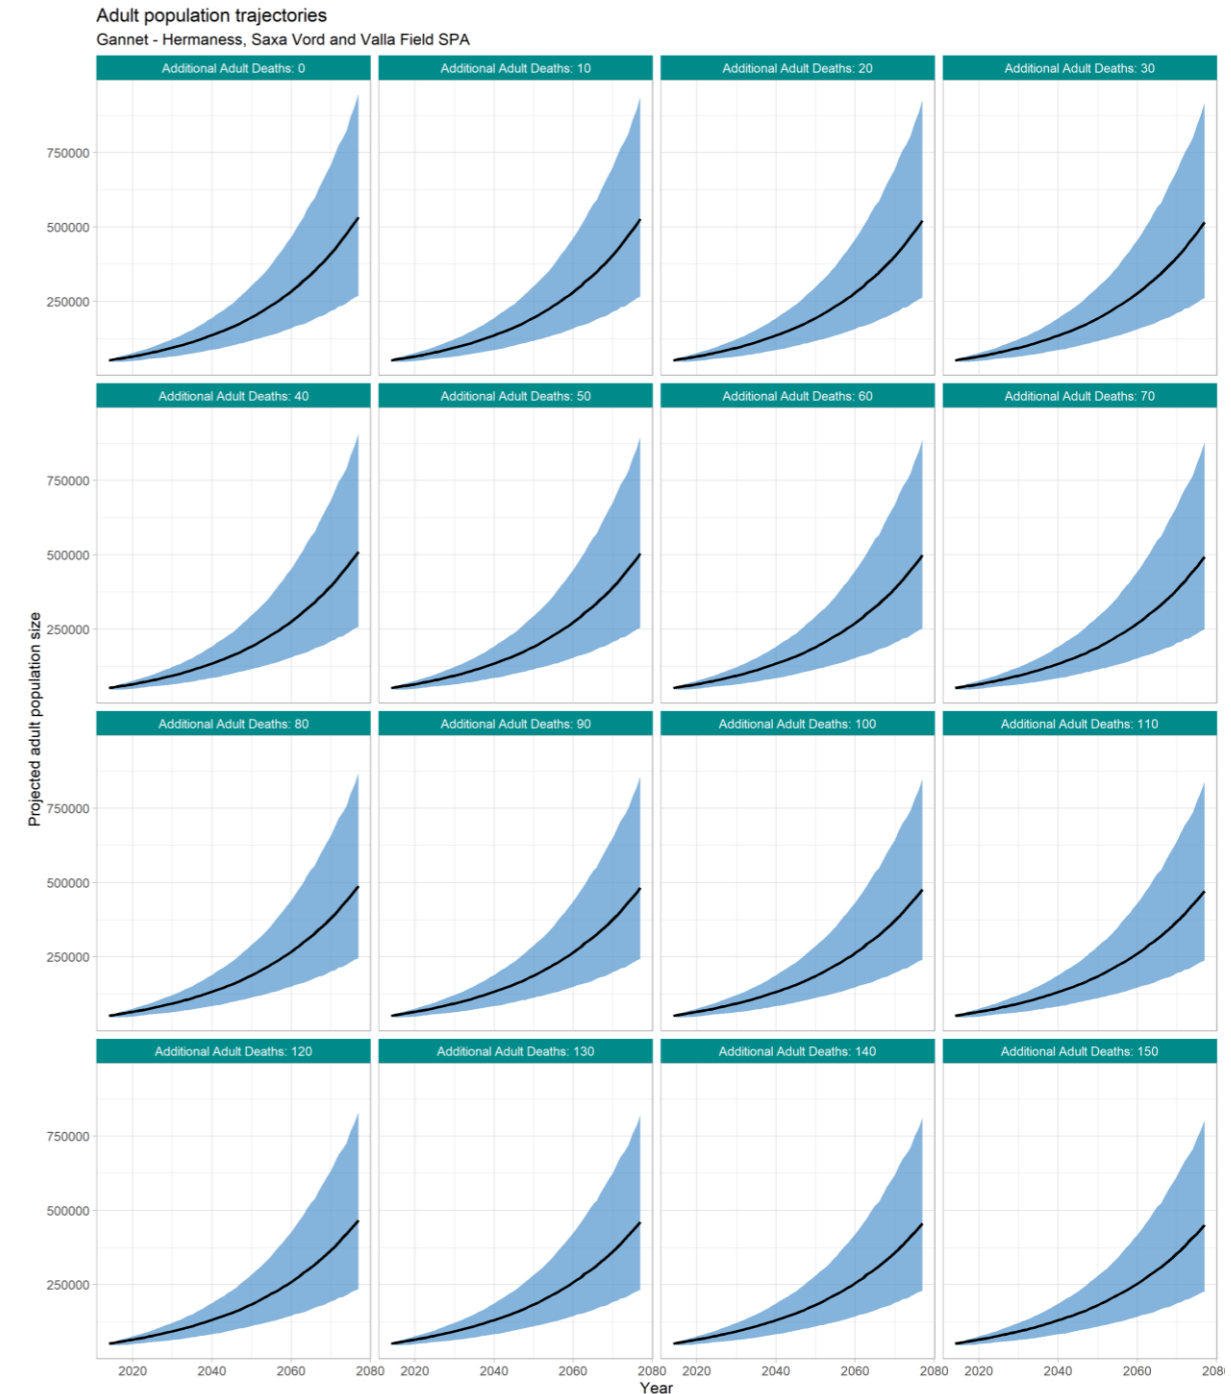 Adult population trajectories
Gannet - Hermaness, Saxa Vord and Valla Field SPA
Additional Adult Deaths: 0
Additional Adult Deaths: 10
Additional Adult Deaths: 20
Additional Adult Deaths: 30
750000
500000
250000
Additional Adult Deaths: 40
Additional Adult Deaths: 50
Additional Adult Deaths: 60
Additional Adult Deaths: 70
750000
500000
250000
Projected adult population size
Additional Adult Deaths: 80
Additional Adult Deaths: 90
Additional Adult Deaths: 100
Additional Adult Deaths: 110
750000
500000
250000
Additional Adult Deaths: 120
Additional Adult Deaths: 130
Additional Adult Deaths: 140
Additional Adult Deaths: 150
750000
500000
250000
2020 2040 2060 2080 2020 2040 2060 2080 2020 2040 2060 2080 2020 2040 2060 208
Year